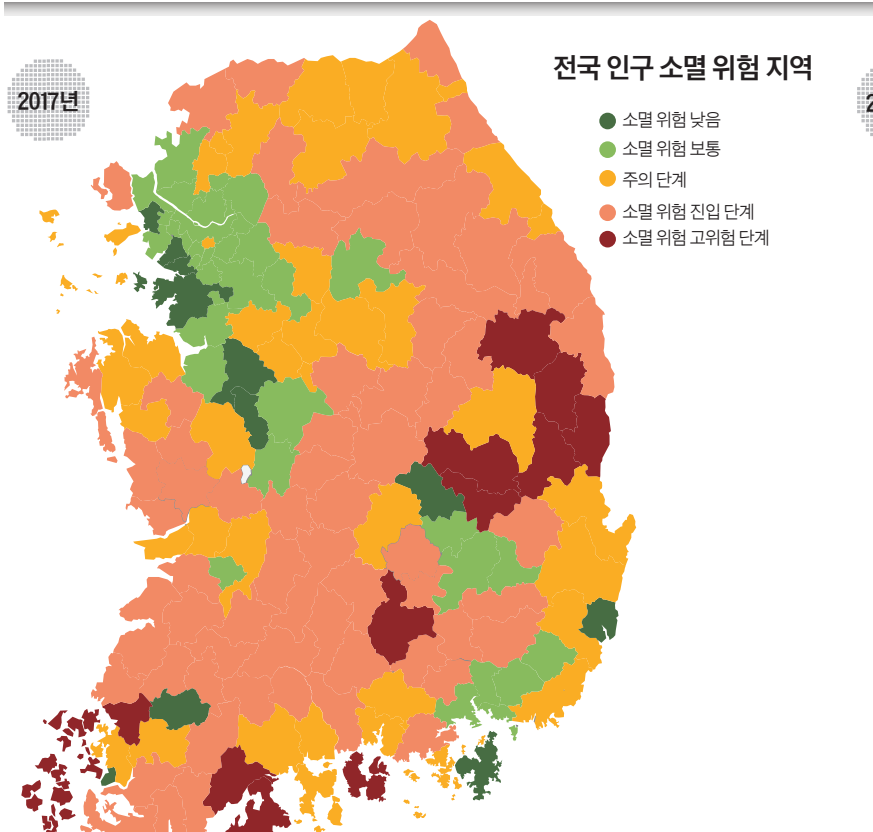 전국 인구 소멸 위험 지역
2017년
소멸 위험 낮음
소멸 위험 보통
주의 단계
소멸 위험 진입 단계
소멸 위험 고위험 단계